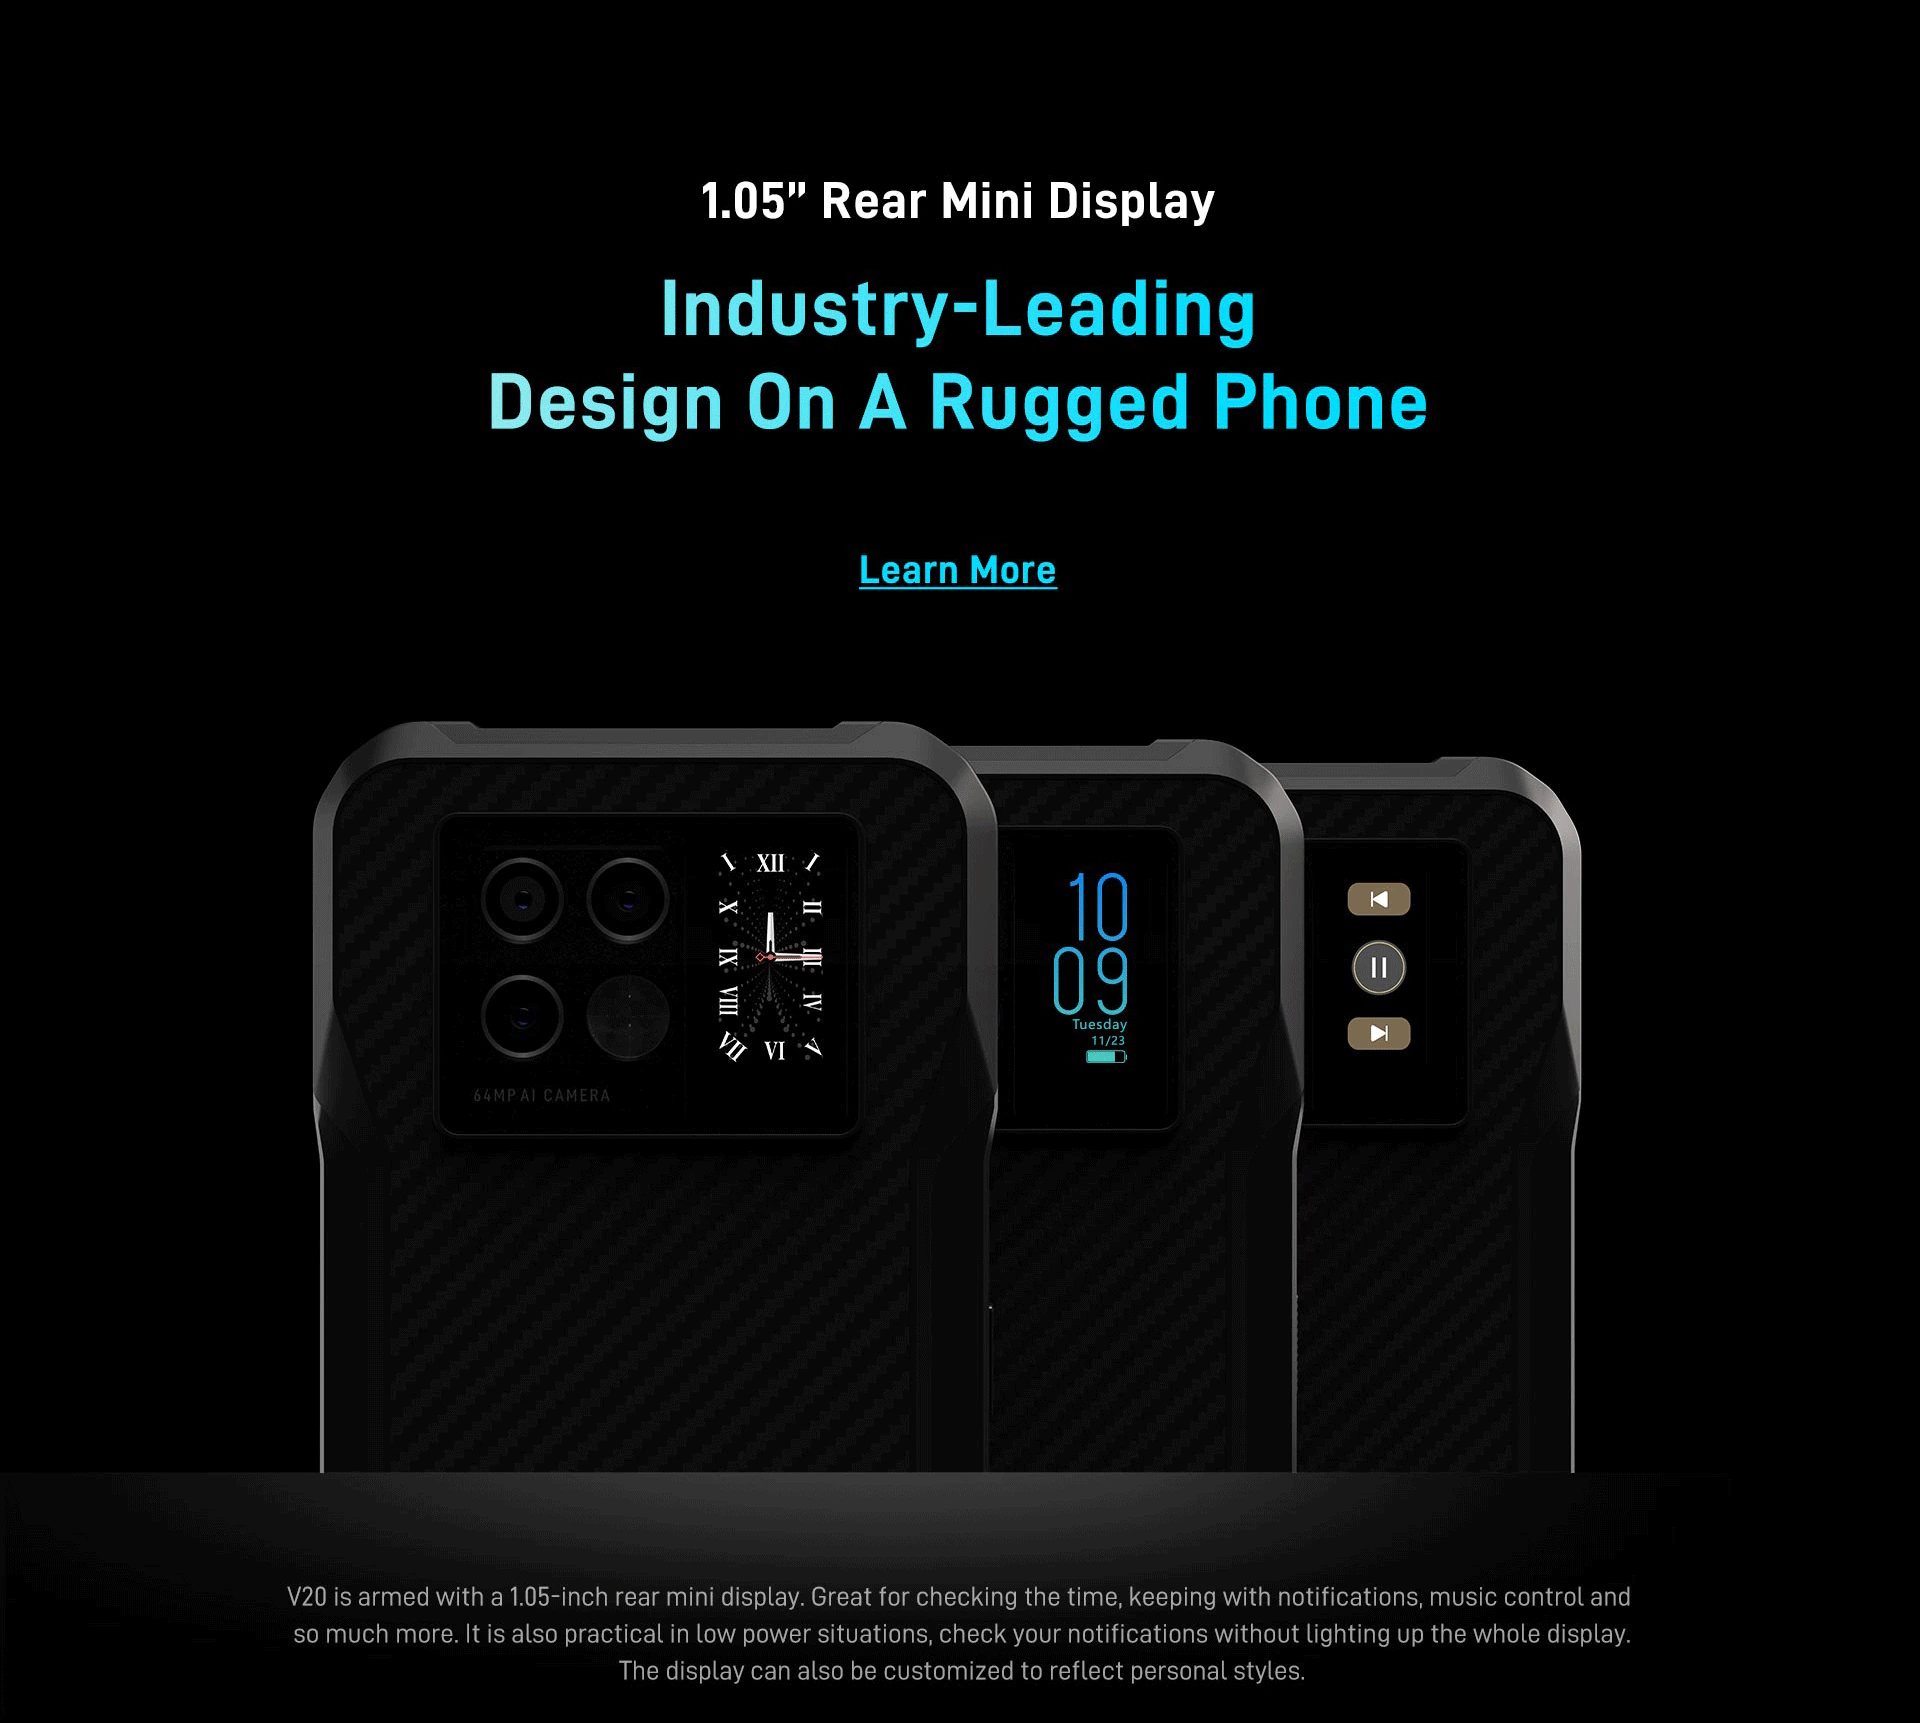 1.05” Rear Mini Display
Industry-Leading
Design On A Rugged Phone
Learn More
I XII I
X II
IX III
VIII IV
VII VI V
64MP AI CAMERA
10
09
Tuesday
11/23
V20 is armed with a 1.05-inch rear mini display. Great for checking the time, keeping with notifications, music control and
so much more. It is also practical in low power situations, check your notifications without lighting up the whole display.
The display can also be customized to reflect personal styles.